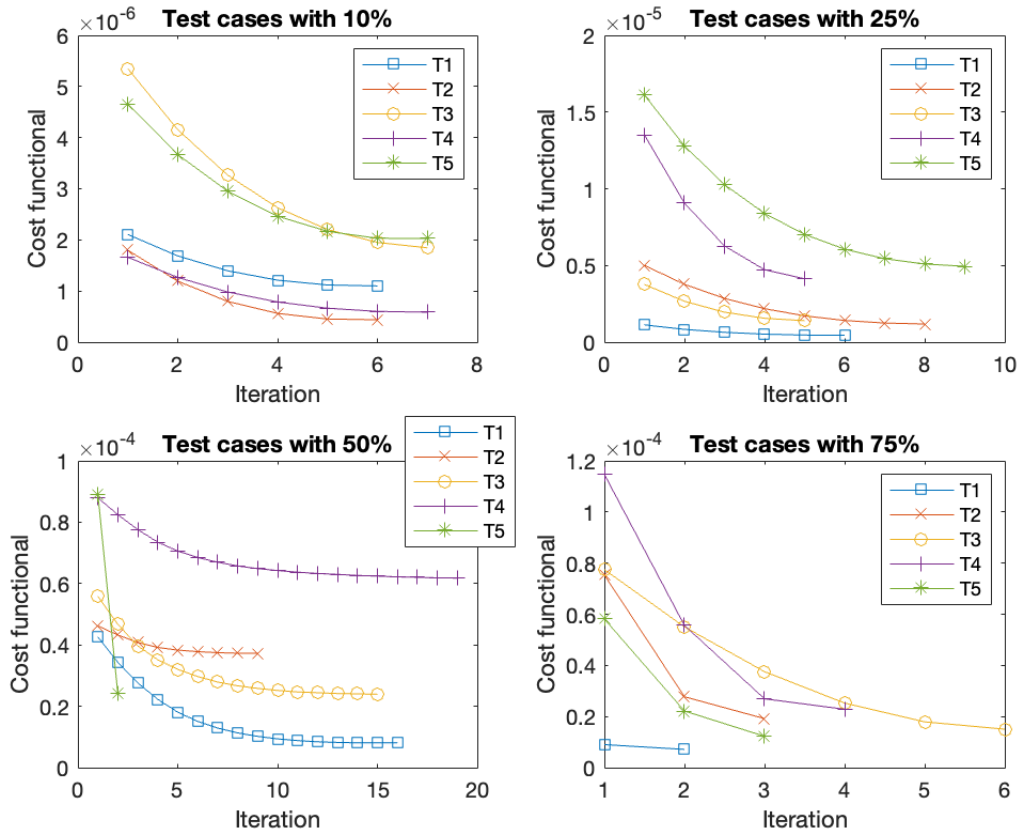 Test cases with 10%
×10-6
Cost functional
6
5
4
3
2
1
0
0 2 4 6 8
Iteration
T1
T2
T3
T4
T5
Test cases with 25%
×10-5
Cost functional
2
1.5
1
0.5
0
0 2 4 6 8 10
Iteration
T1
T2
T3
T4
T5
Test cases with 50%
×10-4
Cost functional
1
0.8
0.6
0.4
0.2
0
0 5 10 15 20
Iteration
T1
T2
T3
T4
T5
Test cases with 75%
×10-4
Cost functional
1.2
1
0.8
0.6
0.4
0.2
0
1 2 3 4 5 6
Iteration
T1
T2
T3
T4
T5